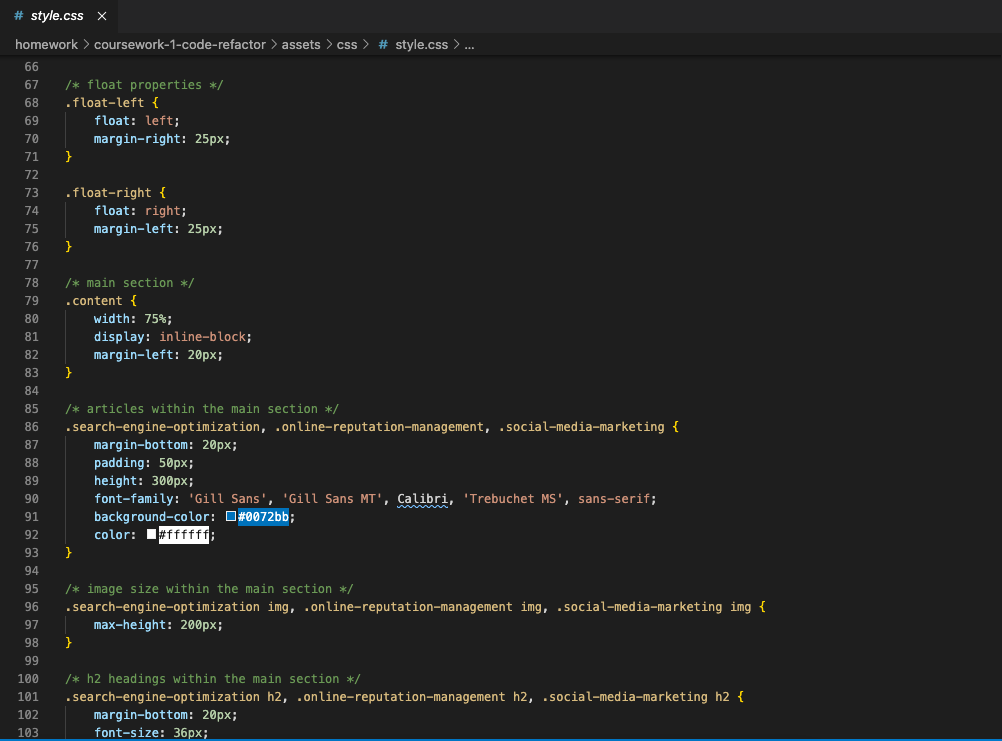 # style.css ×
homework > coursework-1-code-refactor > assets > css > # style.css > ...
66
67 /* float properties */
68 .float-left {
69 float: left;
70 margin-right: 25px;
71 }
72
73 .float-right {
74 float: right;
75 margin-left: 25px;
76 }
77
78 /* main section */
79 .content {
80 width: 75%;
81 display: inline-block;
82 margin-left: 20px;
83 }
84
85 /* articles within the main section */
86 .search-engine-optimization, .online-reputation-management, .social-media-marketing {
87 margin-bottom: 20px;
88 padding: 50px;
89 height: 300px;
90 font-family: 'Gill Sans', 'Gill Sans MT', Calibri, 'Trebuchet MS', sans-serif;
91 background-color: #0072bb;
92 color: #ffffff;
93 }
94
95 /* image size within the main section */
96 .search-engine-optimization img, .online-reputation-management img, .social-media-marketing img {
97 max-height: 200px;
98 }
99
100 /* h2 headings within the main section */
101 .search-engine-optimization h2, .online-reputation-management h2, .social-media-marketing h2 {
102 margin-bottom: 20px;
103 font-size: 36px;